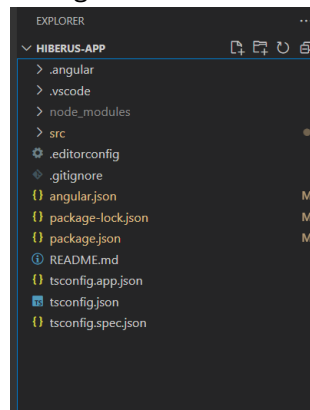 EXPLORER
HIBERUS-APP
.angular
.vscode
node_modules
src
.editorconfig
.gitignore
angular.json M
package-lock.json M
package.json M
README.md
tsconfig.app.json
TS tsconfig.json
tsconfig.spec.json